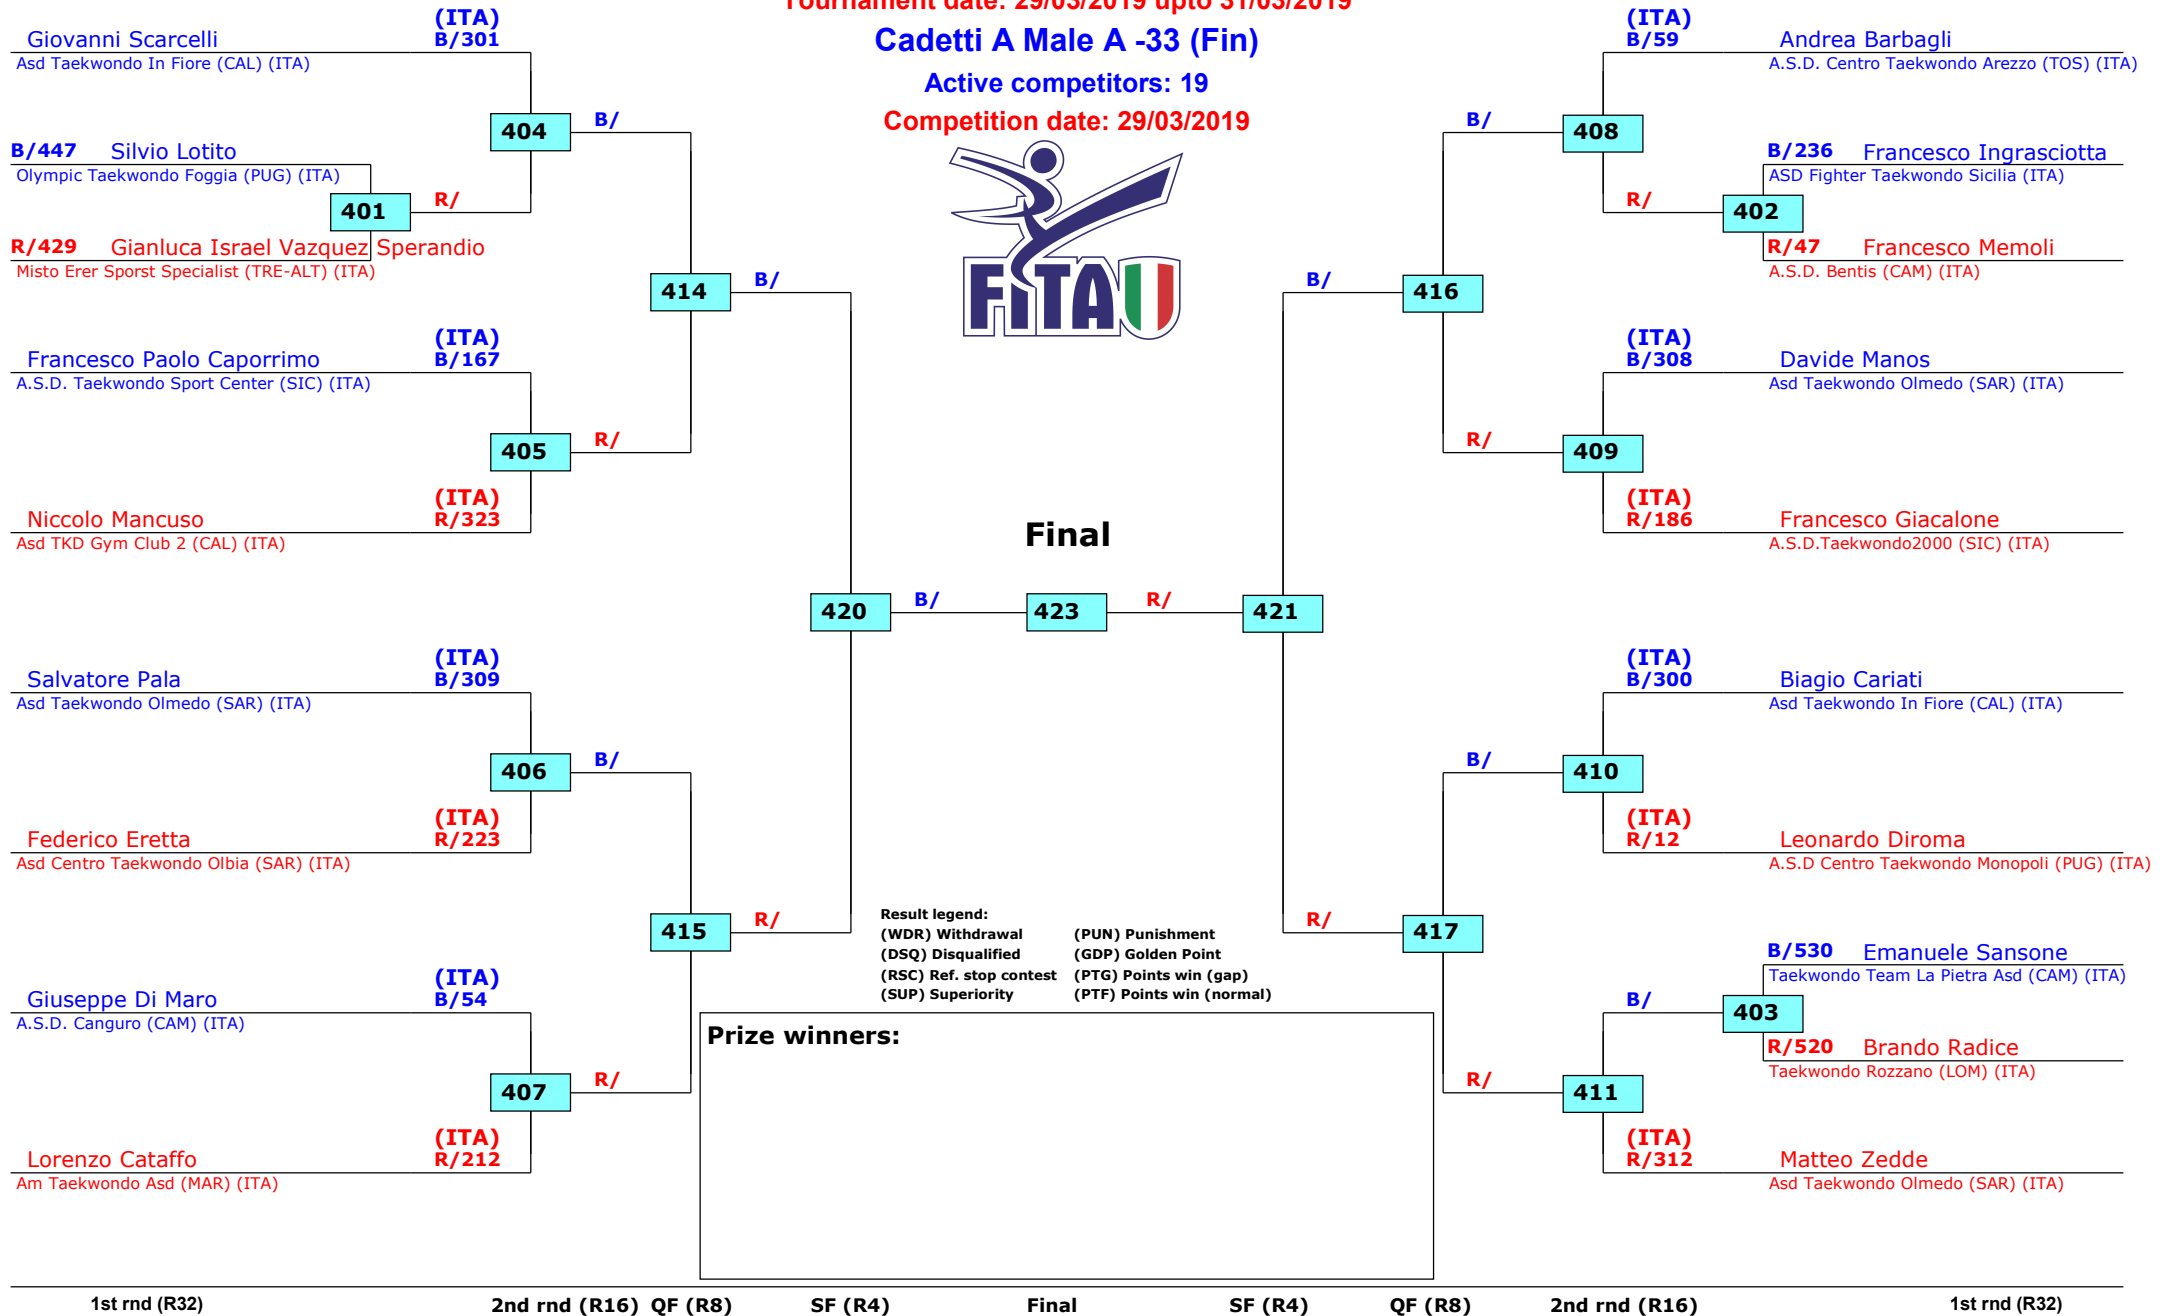 Tournament date: 29/03/2019 upto 31/03/2019
Cadetti A Male A -33 (Fin)
Active competitors: 19
Competition date: 29/03/2019
FITA
(ITA)
Giovanni Scarcelli B/301
Asd Taekwondo In Fiore (CAL) (ITA)
404 B/
B/447 Silvio Lotito
Olympic Taekwondo Foggia (PUG) (ITA)
401 R/
R/429 Gianluca Israel Vazquez Sperandio
Misto Erer Sporst Specialist (TRE-ALT) (ITA)
414 B/
(ITA)
Francesco Paolo Caporrimo B/167
A.S.D. Taekwondo Sport Center (SIC) (ITA)
405 R/
(ITA)
Niccolo Mancuso R/323
Asd TKD Gym Club 2 (CAL) (ITA)
Final
420 B/ 423 R/ 421
(ITA)
Salvatore Pala B/309
Asd Taekwondo Olmedo (SAR) (ITA)
406 B/
(ITA)
Federico Eretta R/223
Asd Centro Taekwondo Olbia (SAR) (ITA)
415 R/
(ITA)
Giuseppe Di Maro B/54
A.S.D. Canguro (CAM) (ITA)
407 R/
(ITA)
Lorenzo Cataffo R/212
Am Taekwondo Asd (MAR) (ITA)
(ITA)
B/59 Andrea Barbagli
A.S.D. Centro Taekwondo Arezzo (TOS) (ITA)
B/ 408
B/236 Francesco Ingrasciotta
ASD Fighter Taekwondo Sicilia (ITA)
R/ 402
R/47 Francesco Memoli
A.S.D. Bentis (CAM) (ITA)
B/ 416
(ITA)
B/308 Davide Manos
Asd Taekwondo Olmedo (SAR) (ITA)
R/ 409
(ITA)
R/186 Francesco Giacalone
A.S.D.Taekwondo2000 (SIC) (ITA)
(ITA)
B/300 Biagio Cariati
Asd Taekwondo In Fiore (CAL) (ITA)
B/ 410
(ITA)
R/12 Leonardo Diroma
A.S.D Centro Taekwondo Monopoli (PUG) (ITA)
R/ 417
B/530 Emanuele Sansone
Taekwondo Team La Pietra Asd (CAM) (ITA)
B/ 403
R/520 Brando Radice
Taekwondo Rozzano (LOM) (ITA)
R/ 411
(ITA)
R/312 Matteo Zedde
Asd Taekwondo Olmedo (SAR) (ITA)
Result legend:
(WDR) Withdrawal (PUN) Punishment
(DSQ) Disqualified (GDP) Golden Point
(RSC) Ref. stop contest (PTG) Points win (gap)
(SUP) Superiority (PTF) Points win (normal)
Prize winners:
1st rnd (R32) 2nd rnd (R16) QF (R8) SF (R4) Final SF (R4) QF (R8) 2nd rnd (R16) 1st rnd (R32)